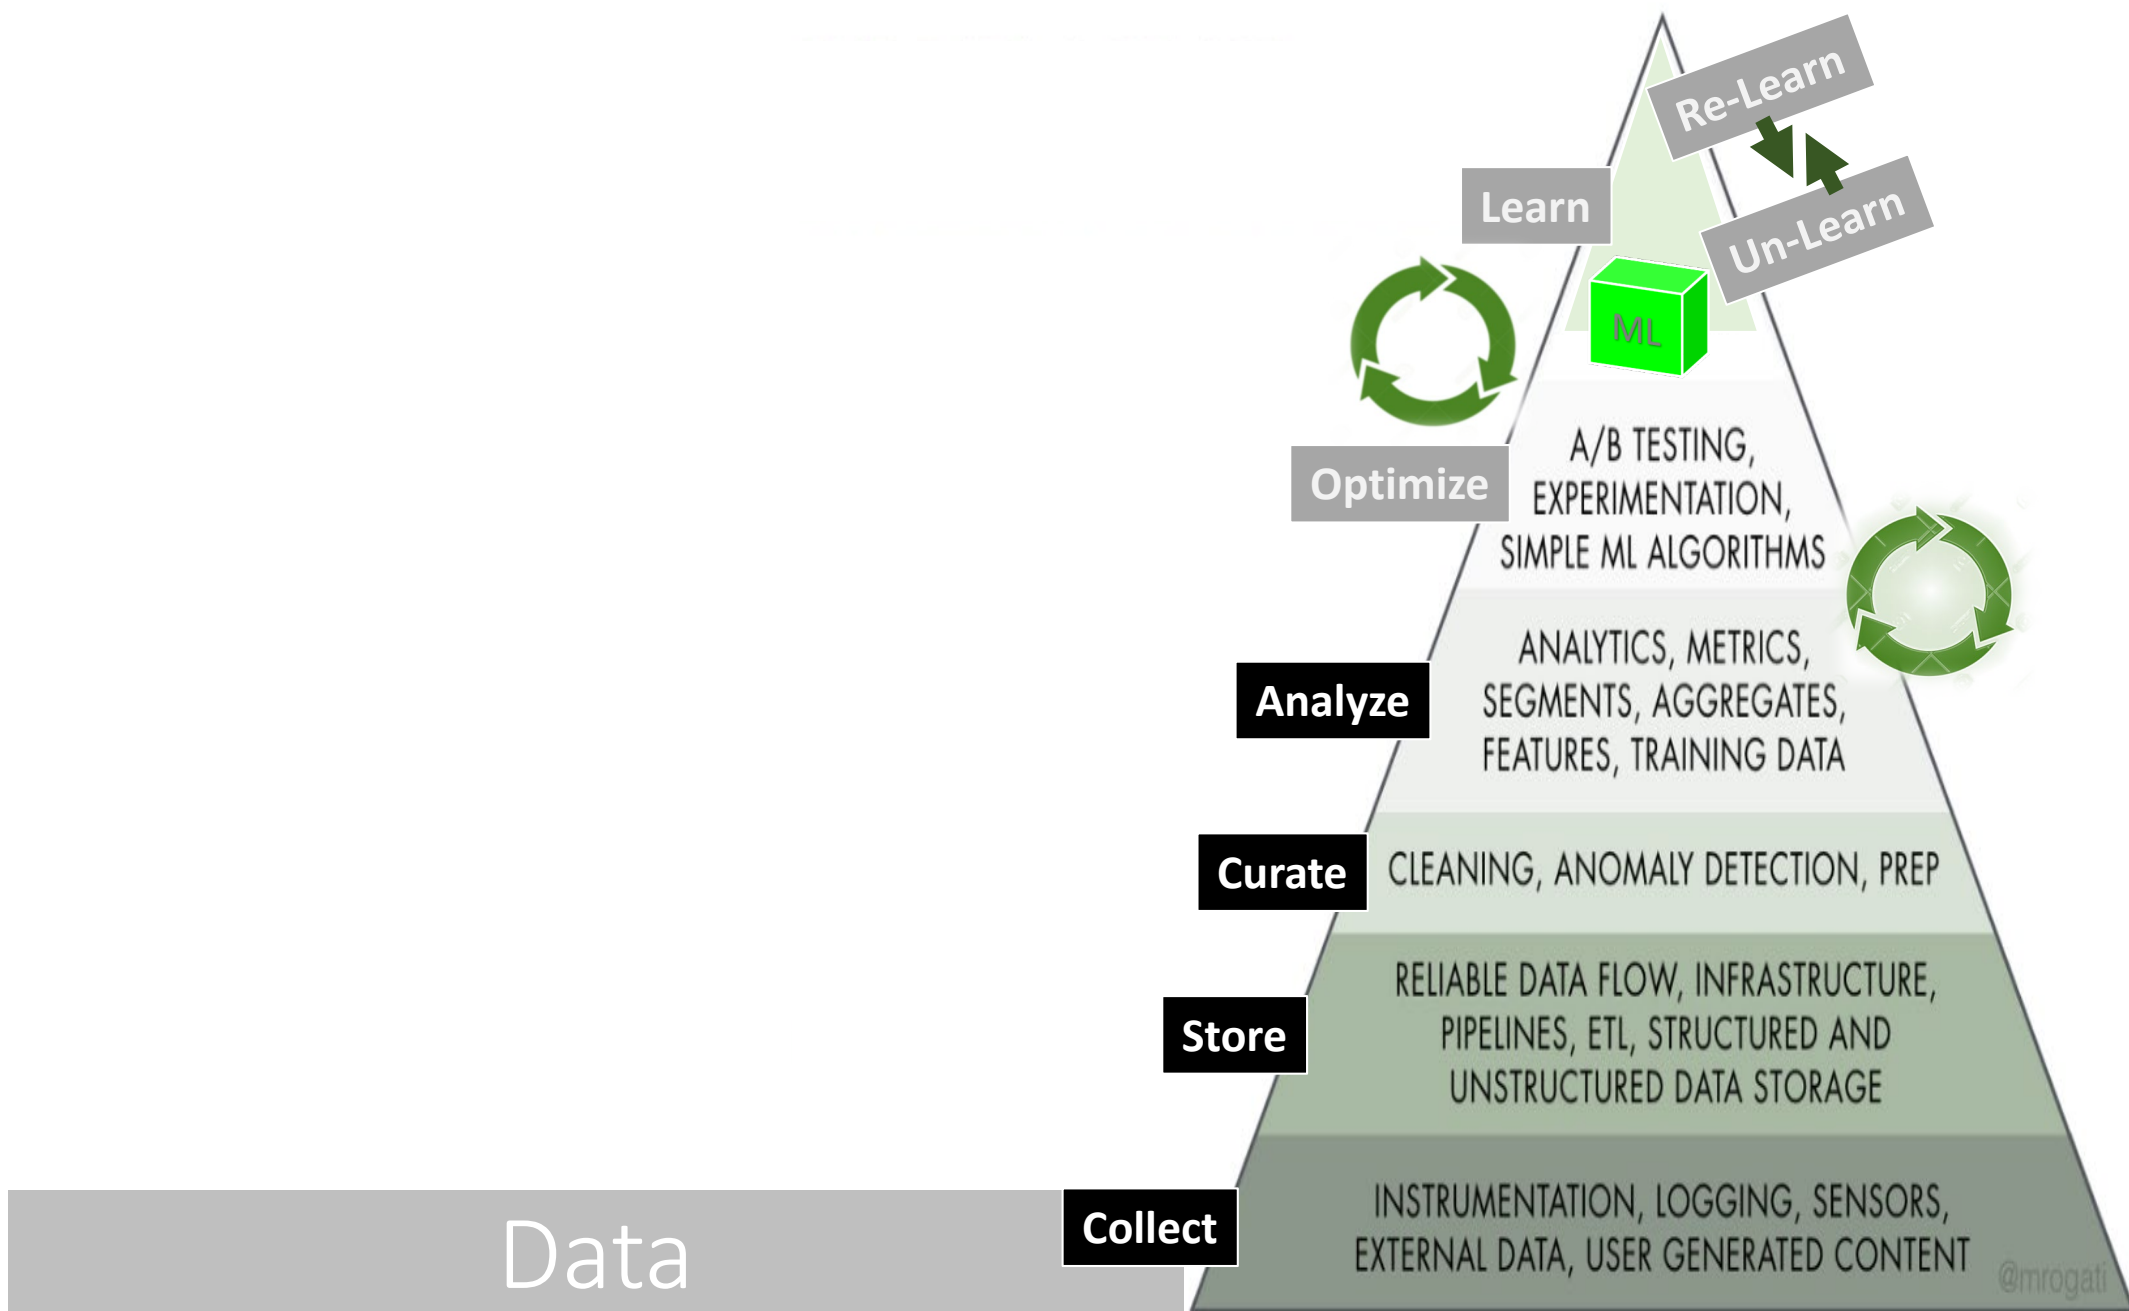 Re-Learn
Learn
Un-Learn
ML
Optimize
A/B TESTING,
EXPERIMENTATION,
SIMPLE ML ALGORITHMS
Analyze
ANALYTICS, METRICS,
SEGMENTS, AGGREGATES,
FEATURES, TRAINING DATA
Curate
CLEANING, ANOMALY DETECTION, PREP
Store
RELIABLE DATA FLOW, INFRASTRUCTURE,
PIPELINES, ETL, STRUCTURED AND
UNSTRUCTURED DATA STORAGE
Data
Collect
INSTRUMENTATION, LOGGING, SENSORS,
EXTERNAL DATA, USER GENERATED CONTENT
@mrogati